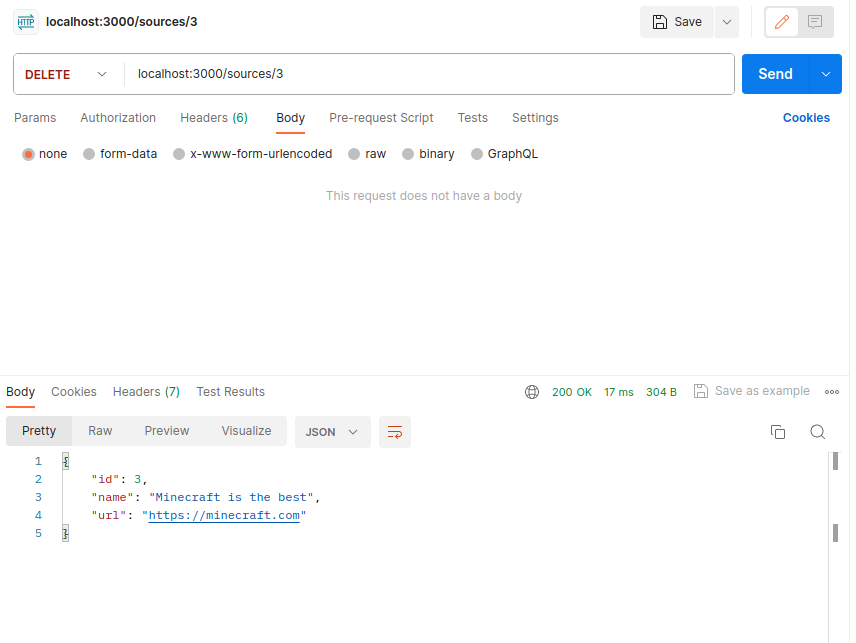 HTTP localhost:3000/sources/3 Save
DELETE localhost:3000/sources/3 Send
Params Authorization Headers (6) Body Pre-request Script Tests Settings Cookies
none form-data x-www-form-urlencoded raw binary GraphQL
This request does not have a body
Body Cookies Headers (7) Test Results 200 OK 17 ms 304 B Save as example
Pretty Raw Preview Visualize JSON
1 {
2 "id": 3,
3 "name": "Minecraft is the best",
4 "url": "https://minecraft.com"
5 }